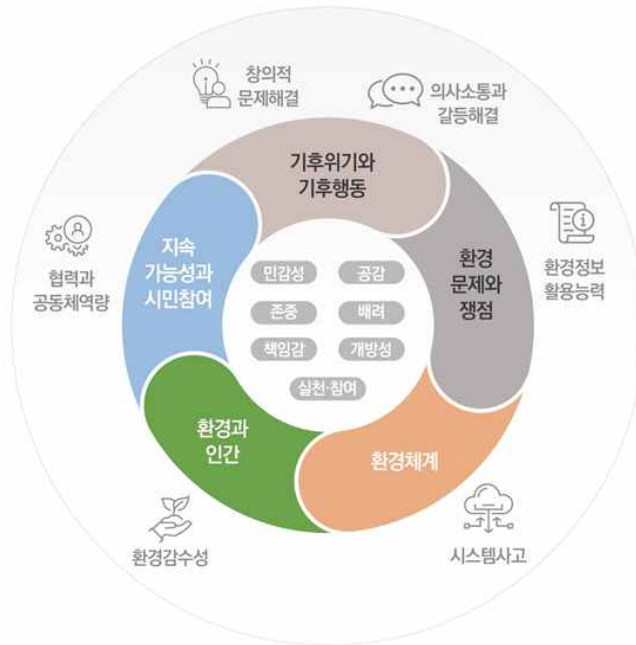 창의적
문제해결
의사소통과
갈등해결
기후위기와
기후행동
지속
가능성과
시민참여
환경
문제와
쟁점
협력과
공동체역량
환경정보
활용능력
민감성
공감
존중
배려
책임감
개방성
실천·참여
환경과
인간
환경체계
환경감수성
시스템사고